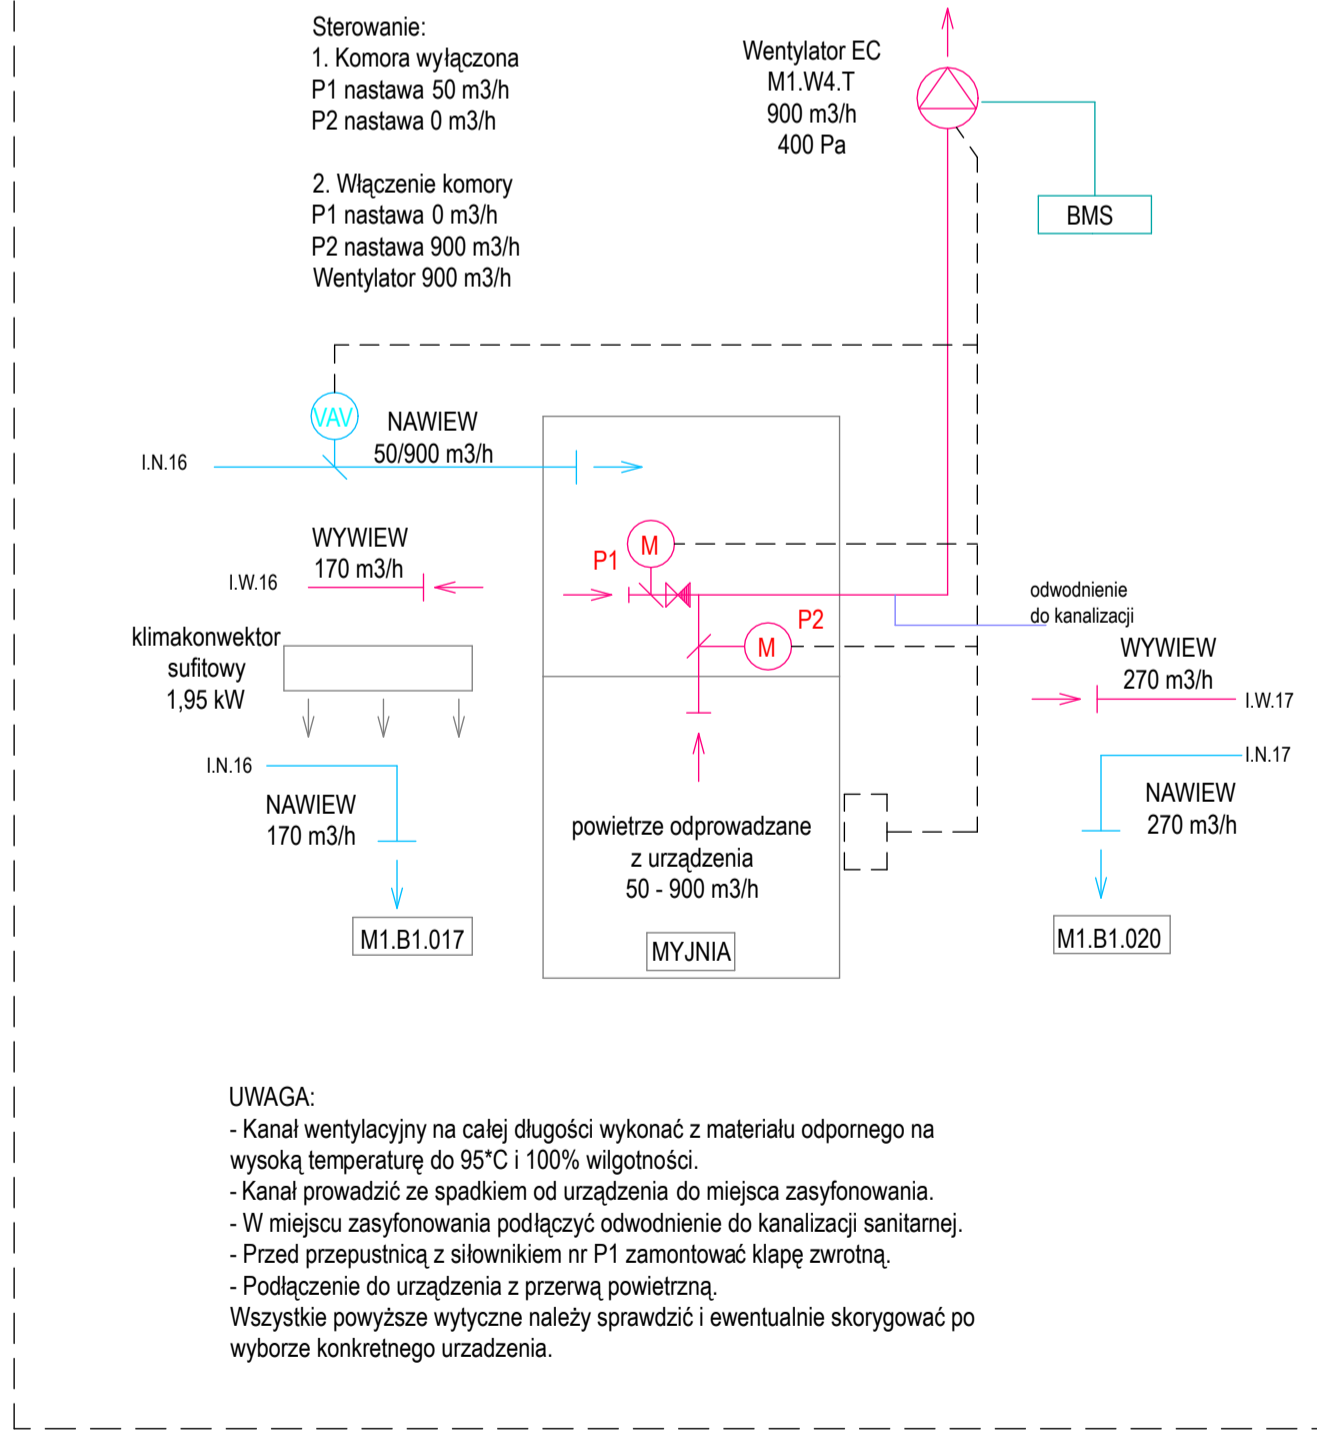 Sterowanie:
1. Komora wyłączona
P1 nastawa 50 m3/h
P2 nastawa 0 m3/h
2. Włączenie komory
P1 nastawa 0 m3/h
P2 nastawa 900 m3/h
Wentylator 900 m3/h
Wentylator EC
M1.W4.T
900 m3/h
400 Pa
BMS
VAV
NAWIEW
50/900 m3/h
I.N.16
WYWIEW
170 m3/h
I.W.16
P1
M
P2
M
odwodnienie
do kanalizacji
klimakonwektor
sufitowy
1,95 kW
WYWIEW
270 m3/h
I.W.17
I.N.16
NAWIEW
170 m3/h
M1.B1.017
I.N.17
NAWIEW
270 m3/h
M1.B1.020
powietrze odprowadzane
z urządzenia
50 - 900 m3/h
MYJNIA
UWAGA:
- Kanał wentylacyjny na całej długości wykonać z materiału odpornego na
wysoką temperaturę do 95*C i 100% wilgotności.
- Kanał prowadzić ze spadkiem od urządzenia do miejsca zasyfonowania.
- W miejscu zasyfonowania podłączyć odwodnienie do kanalizacji sanitarnej.
- Przed przepustnicą z siłownikiem nr P1 zamontować klapę zwrotną.
- Podłączenie do urządzenia z przerwą powietrzną.
Wszystkie powyższe wytyczne należy sprawdzić i ewentualnie skorygować po
wyborze konkretnego urzadzenia.